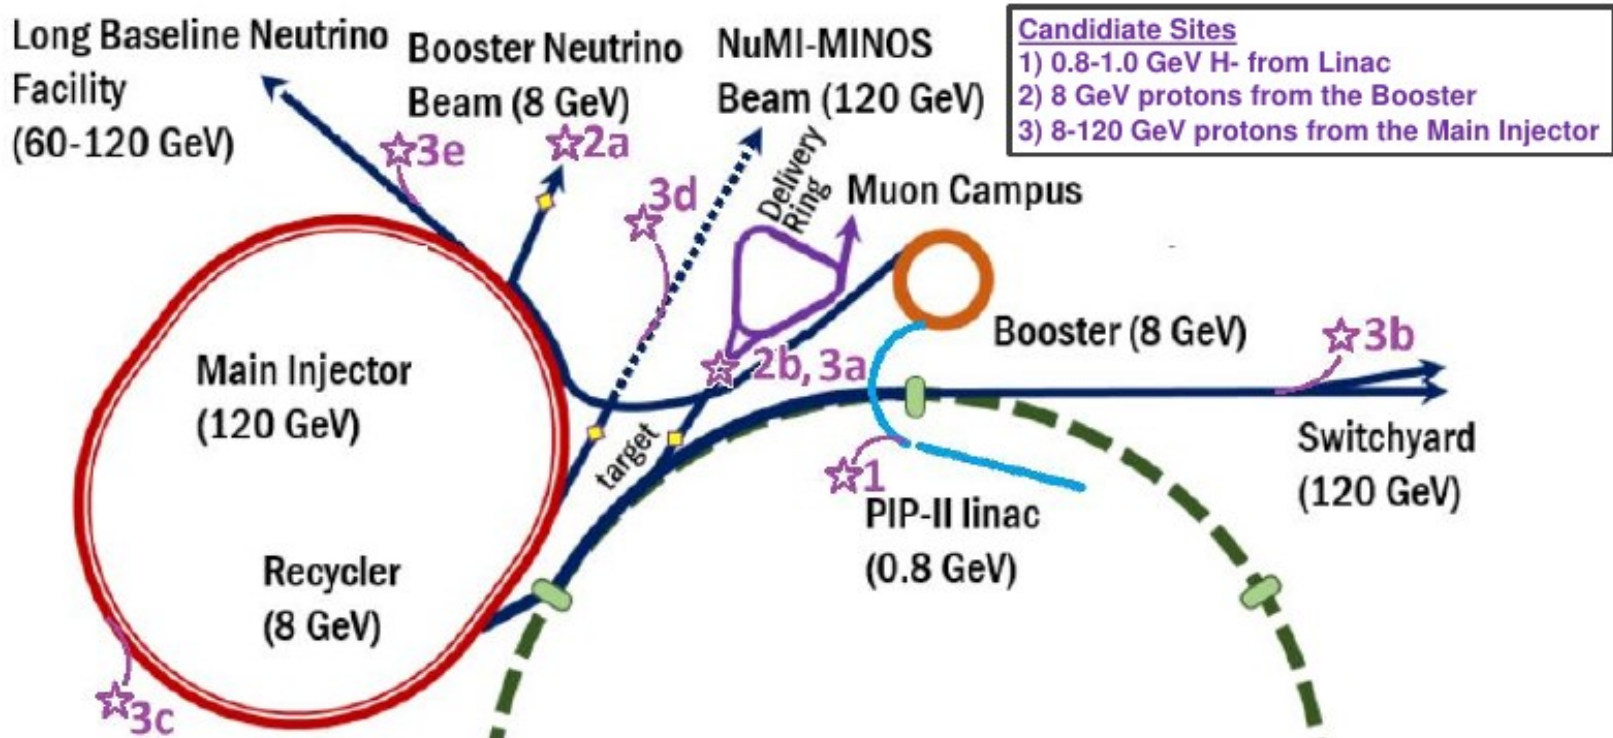 Long Baseline Neutrino
Facility
(60-120 GeV)
Booster Neutrino
Beam (8 GeV)
NuMI-MINOS
Beam (120 GeV)
Candidiate Sites
1) 0.8-1.0 GeV H- from Linac
2) 8 GeV protons from the Booster
3) 8-120 GeV protons from the Main Injector
3e
2a
3d
Delivery
Ring
Muon Campus
Main Injector
(120 GeV)
2b, 3a
Booster (8 GeV)
3b
target
1
Switchyard
(120 GeV)
PIP-II linac
(0.8 GeV)
Recycler
(8 GeV)
3c